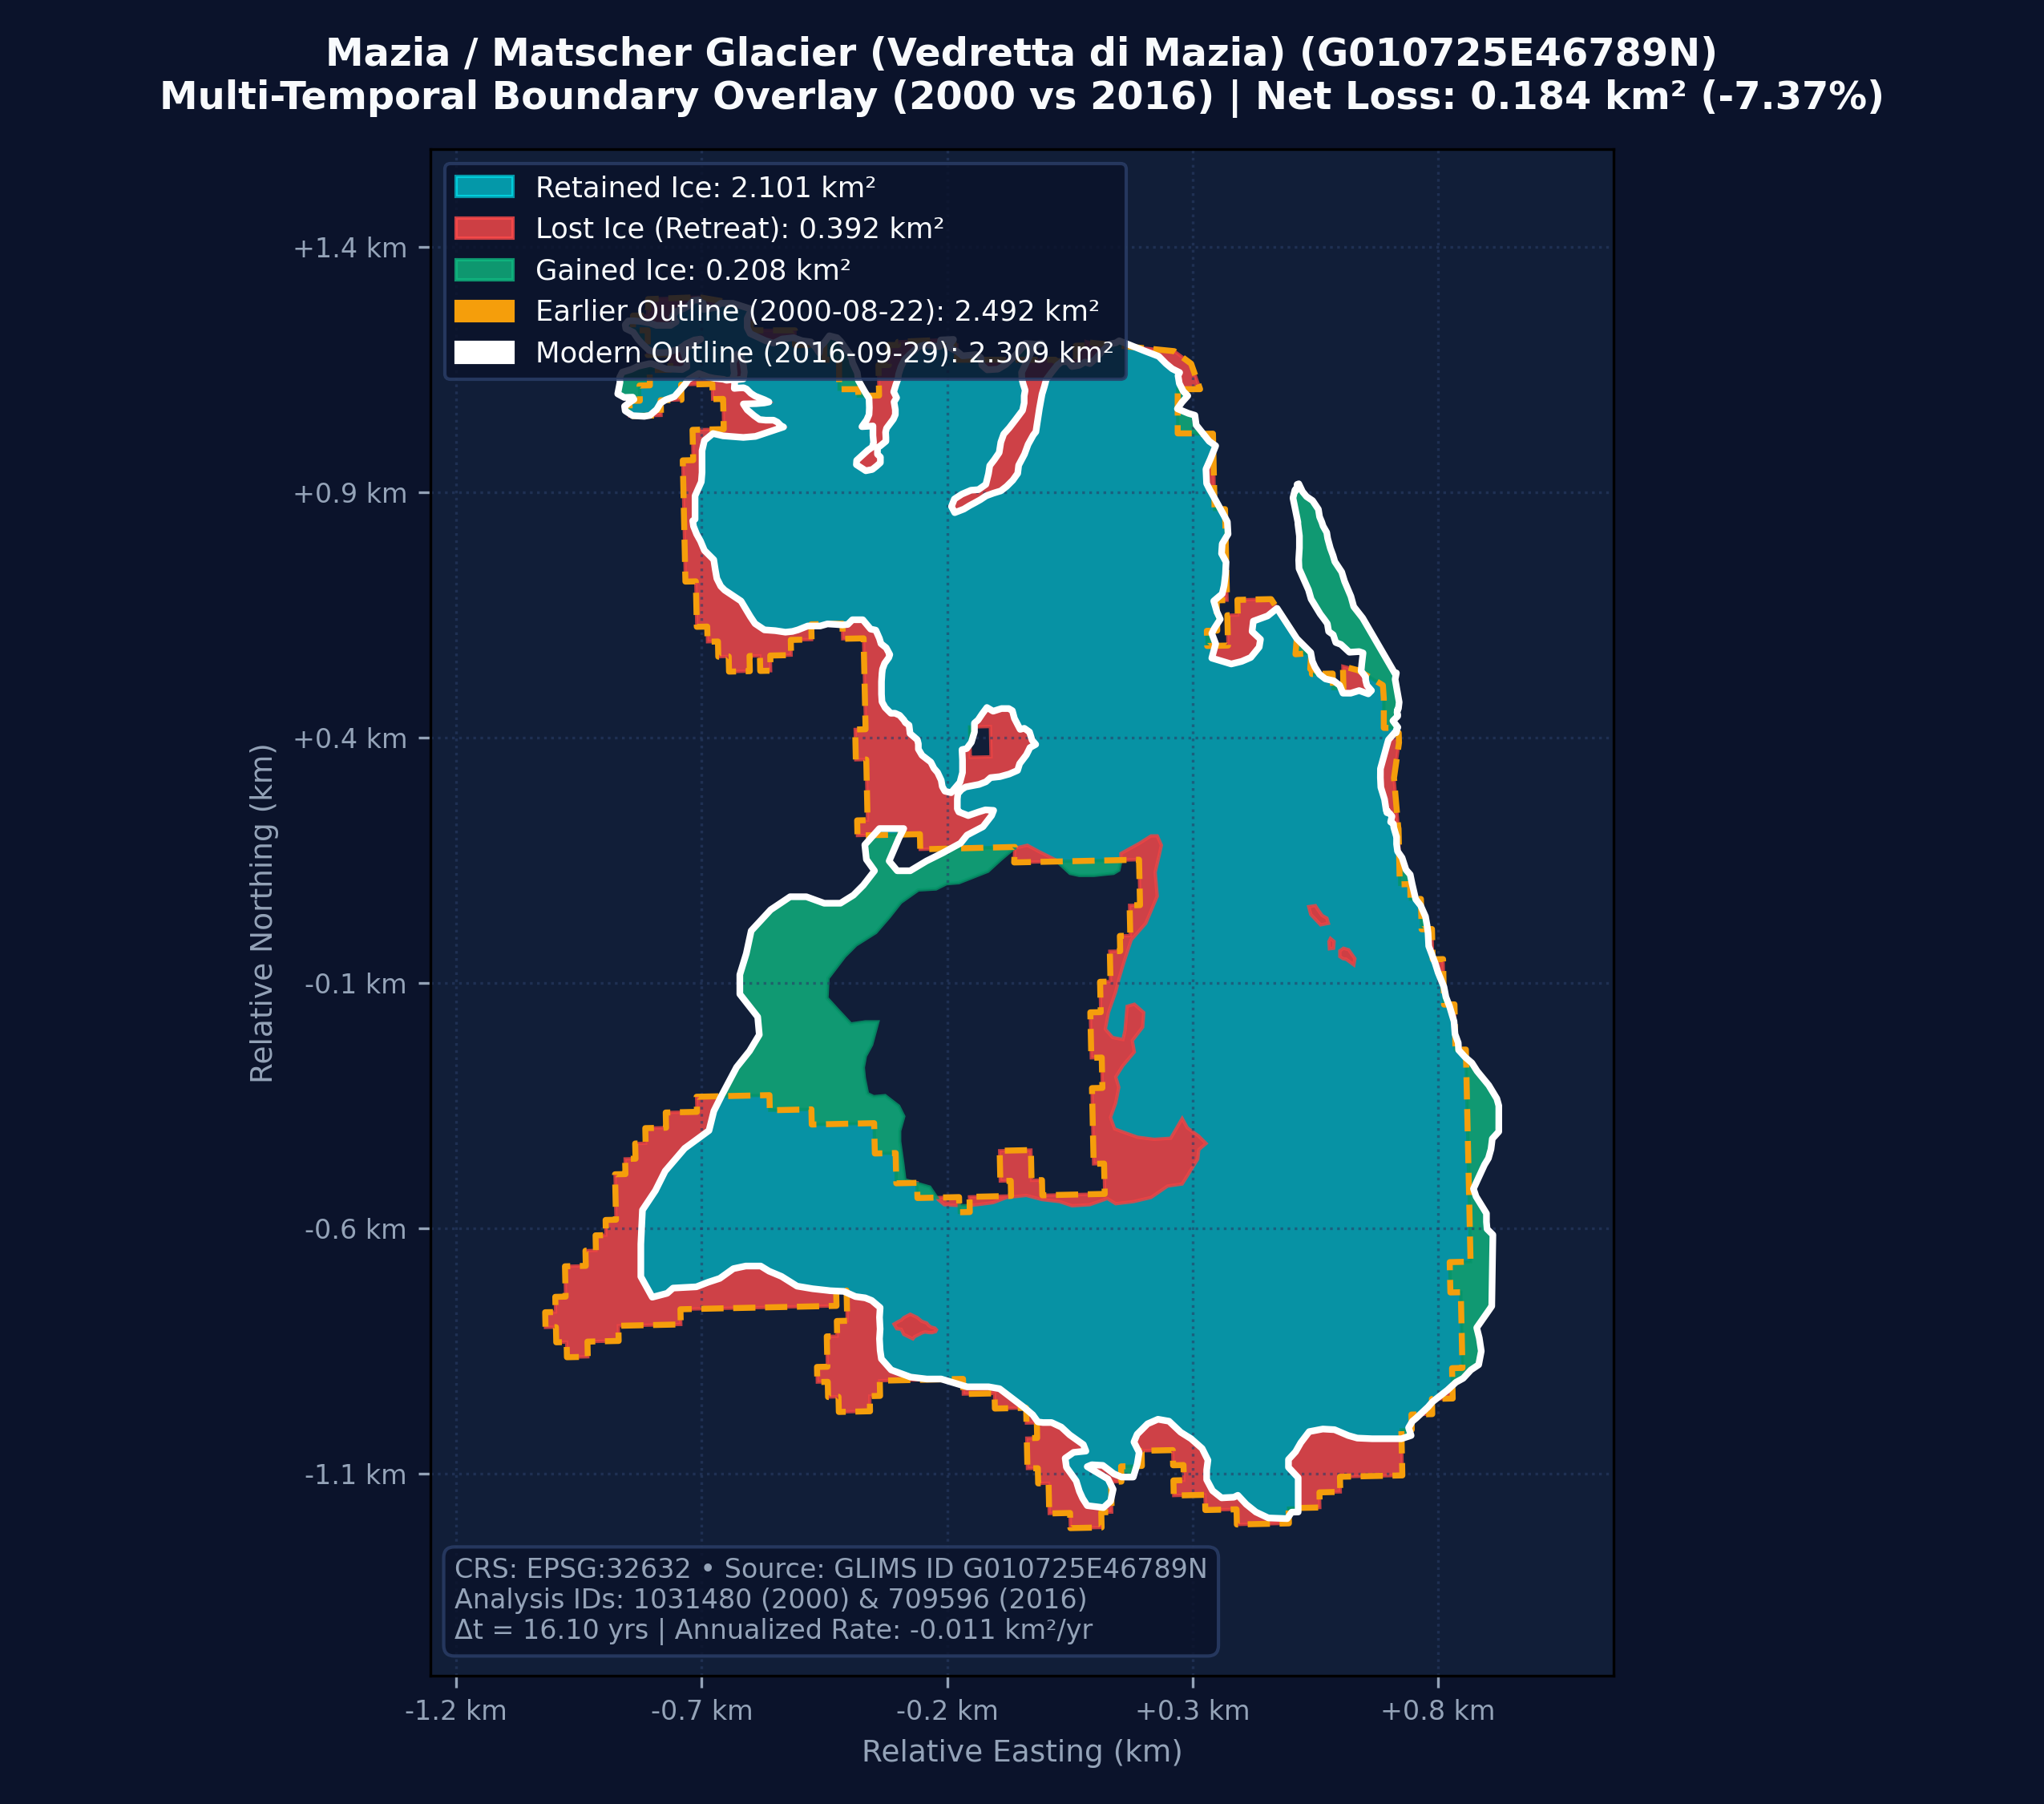 Mazia / Matscher Glacier (Vedretta di Mazia) (G010725E46789N)
Multi-Temporal Boundary Overlay (2000 vs 2016) | Net Loss: 0.184 km² (-7.37%)
Retained Ice: 2.101 km²
Lost Ice (Retreat): 0.392 km²
Gained Ice: 0.208 km²
Earlier Outline (2000-08-22): 2.492 km²
Modern Outline (2016-09-29): 2.309 km²
+1.4 km
+0.9 km
+0.4 km
-0.1 km
-0.6 km
-1.1 km
Relative Northing (km)
CRS: EPSG:32632 • Source: GLIMS ID G010725E46789N
Analysis IDs: 1031480 (2000) & 709596 (2016)
Δt = 16.10 yrs | Annualized Rate: -0.011 km²/yr
-1.2 km
-0.7 km
-0.2 km
+0.3 km
+0.8 km
Relative Easting (km)